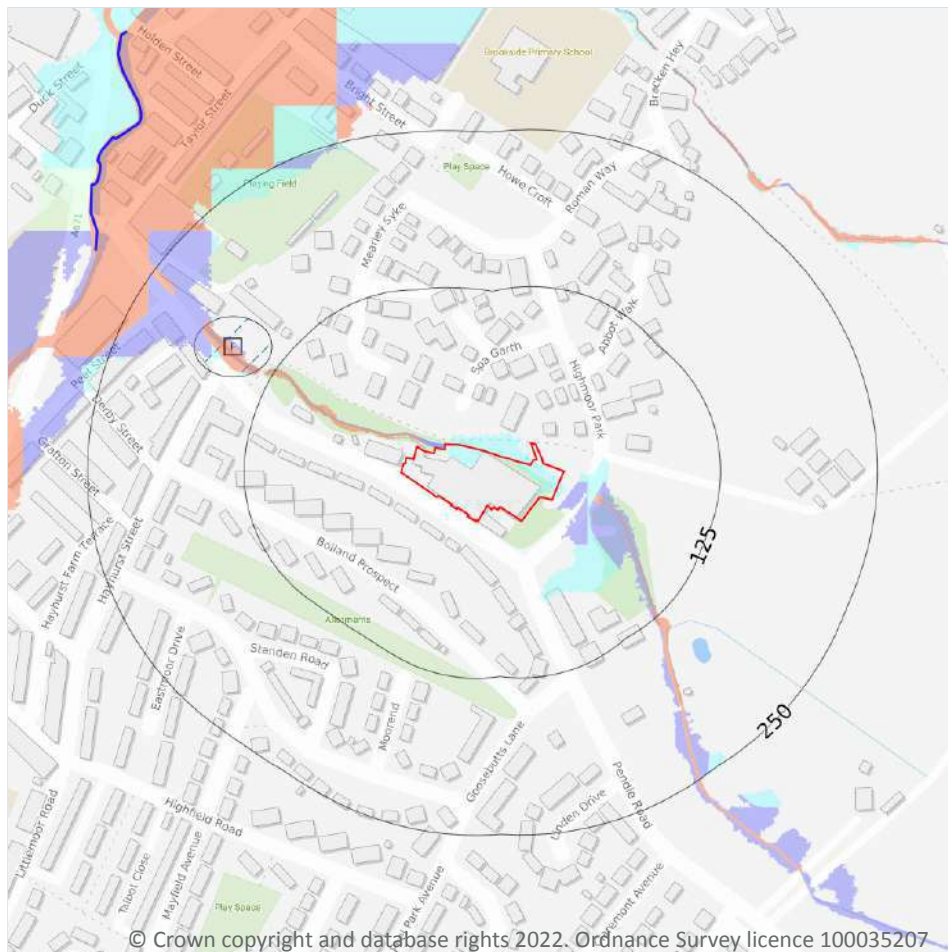 Holden Street
Duck Street
Taylor Street
Bright Street
Brookside Primary School
Bracken Hey
Play Space
Howe Croft
Roman Way
Playing Field
Mearley Syke
A671
F
Spa Garth
Abbot Walk
Highmoor Park
Peel Street
Derby Street
Grafton Street
Hayhurst Farm Terrace
Hayhurst Street
Bolland Prospect
125
Allotments
Standen Road
Eastmoor Drive
Moorend
250
Goosebutts Lane
Pendle Road
Linden Drive
Highfield Road
Littlemoor Road
Talbot Close
Mayfield Avenue
Play Space
Park Avenue
© Crown copyright and database rights 2022. Ordnance Survey licence 100035207